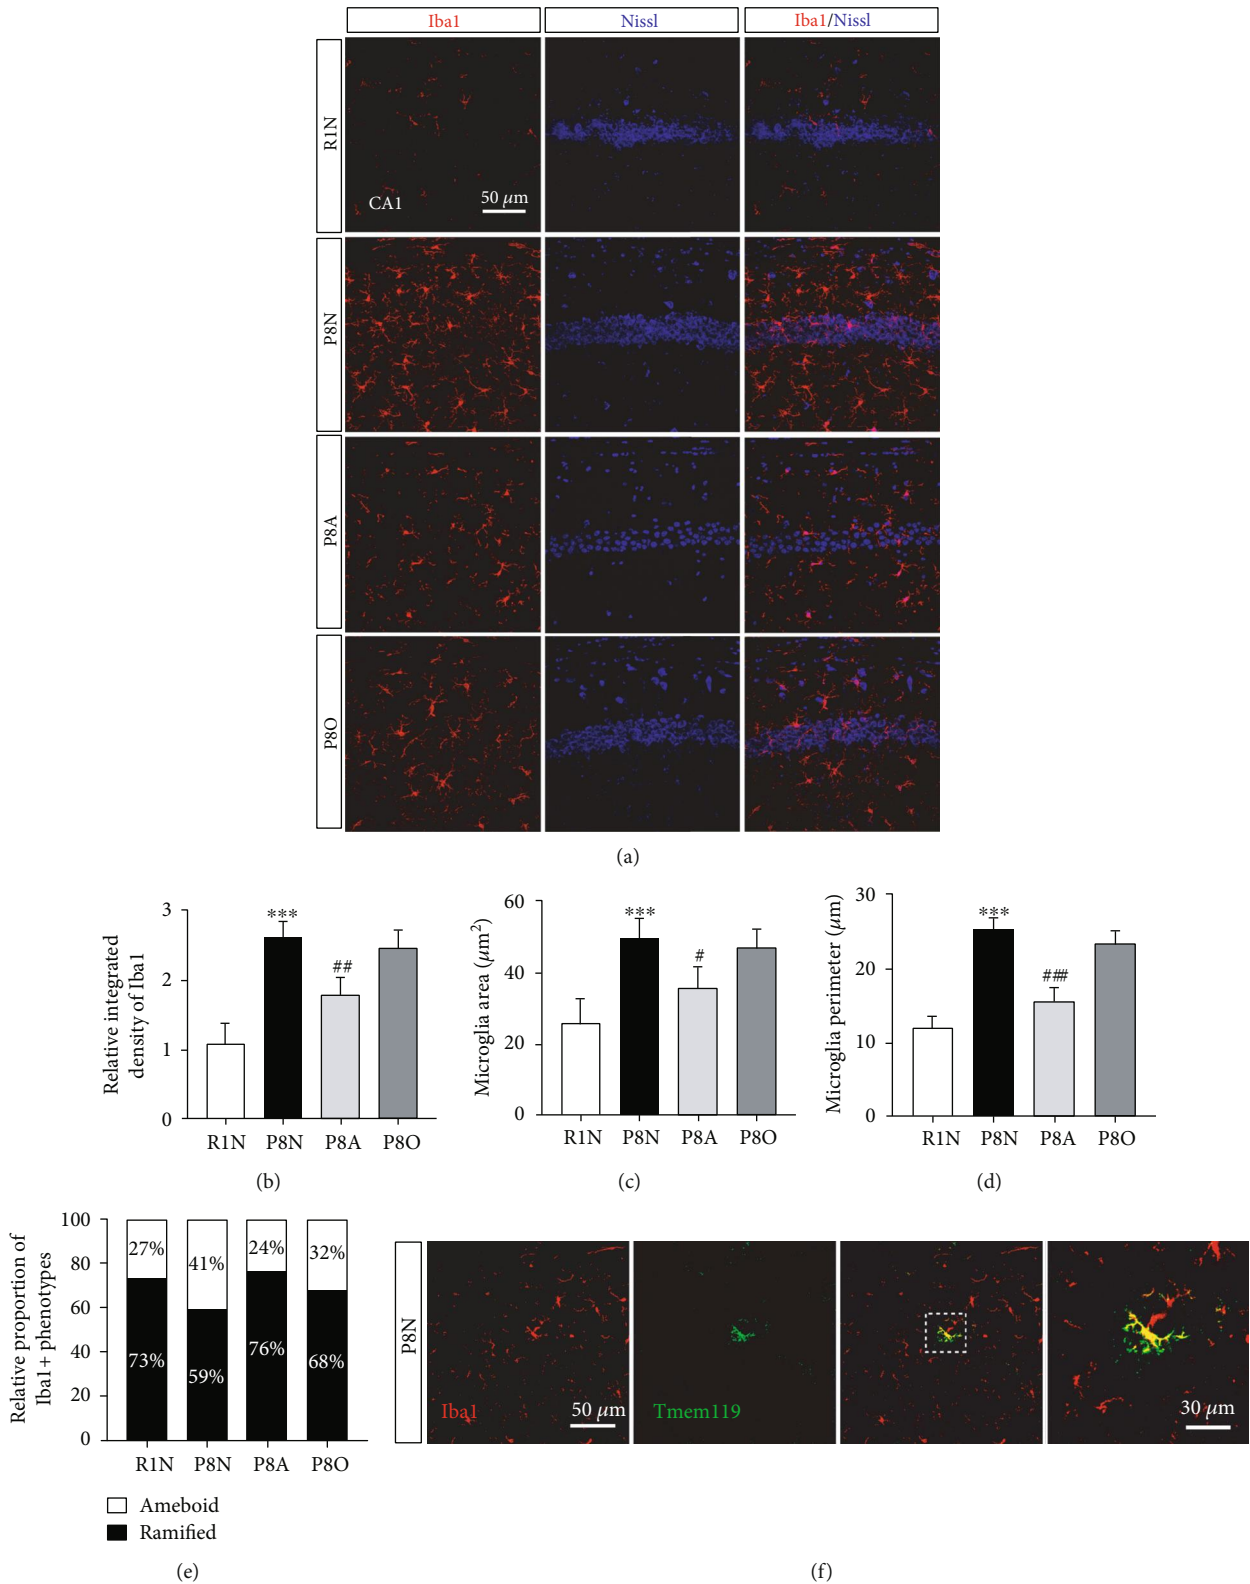 Iba1 Nissl Iba1/Nissl
R1N
CA1 50 μm
P8N
P8A
P8O
(a)
Relative integrated
density of Iba1
3
2
1
0
***
##
R1N P8N P8A P8O
(b)
Microglia area (μm²)
60
40
20
0
***
#
R1N P8N P8A P8O
(c)
Microglia perimeter (μm)
30
20
10
0
***
###
R1N P8N P8A P8O
(d)
Relative proportion of
Iba1+ phenotypes
100
80
60
40
20
0
27% 41% 24% 32%
73% 59% 76% 68%
R1N P8N P8A P8O
Ameboid
Ramified
(e)
P8N
Iba1 50 μm
Tmem119
30 μm
(f)